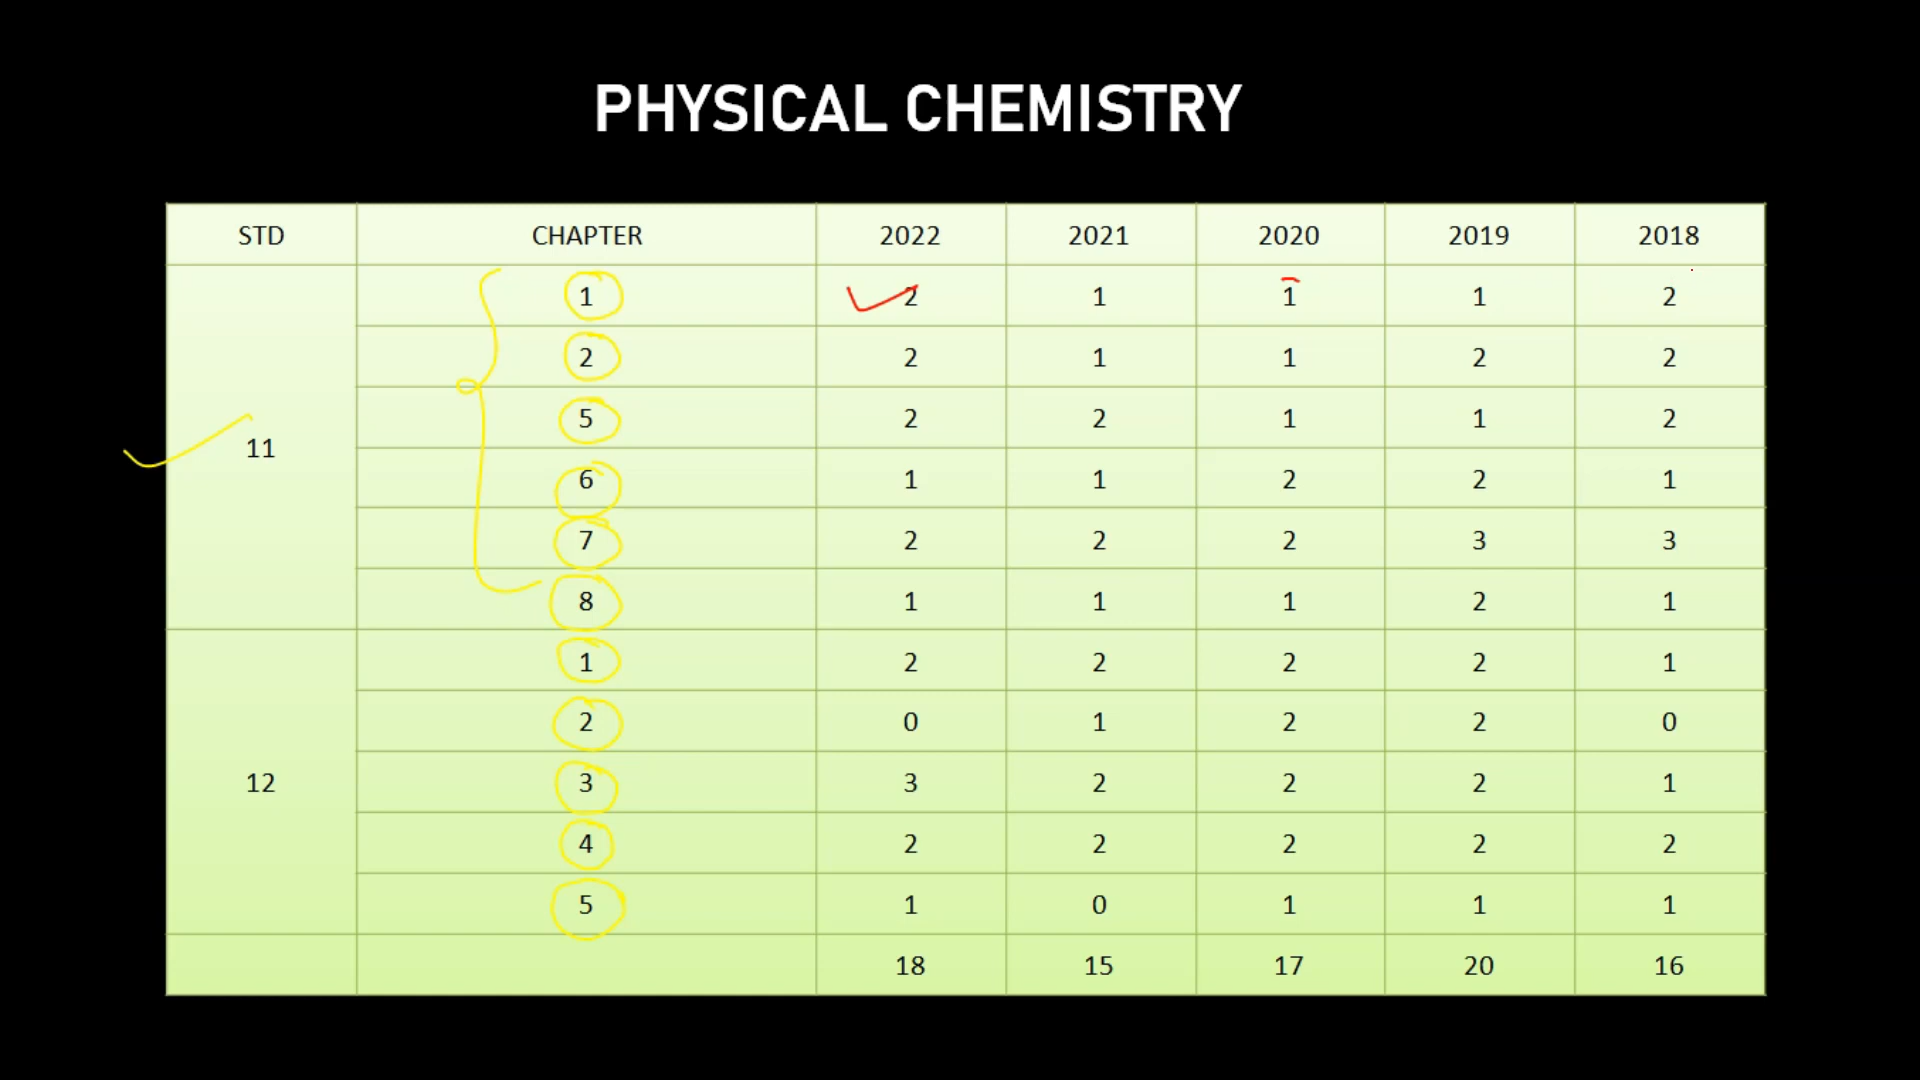 PHYSICAL CHEMISTRY
STD CHAPTER 2022 2021 2020 2019 2018
11
1 2 1 1 1 2
2 2 1 1 2 2
5 2 2 1 1 2
6 1 1 2 2 1
7 2 2 2 3 3
8 1 1 1 2 1
12
1 2 2 2 2 1
2 0 1 2 2 0
3 3 2 2 2 1
4 2 2 2 2 2
5 1 0 1 1 1
18 15 17 20 16